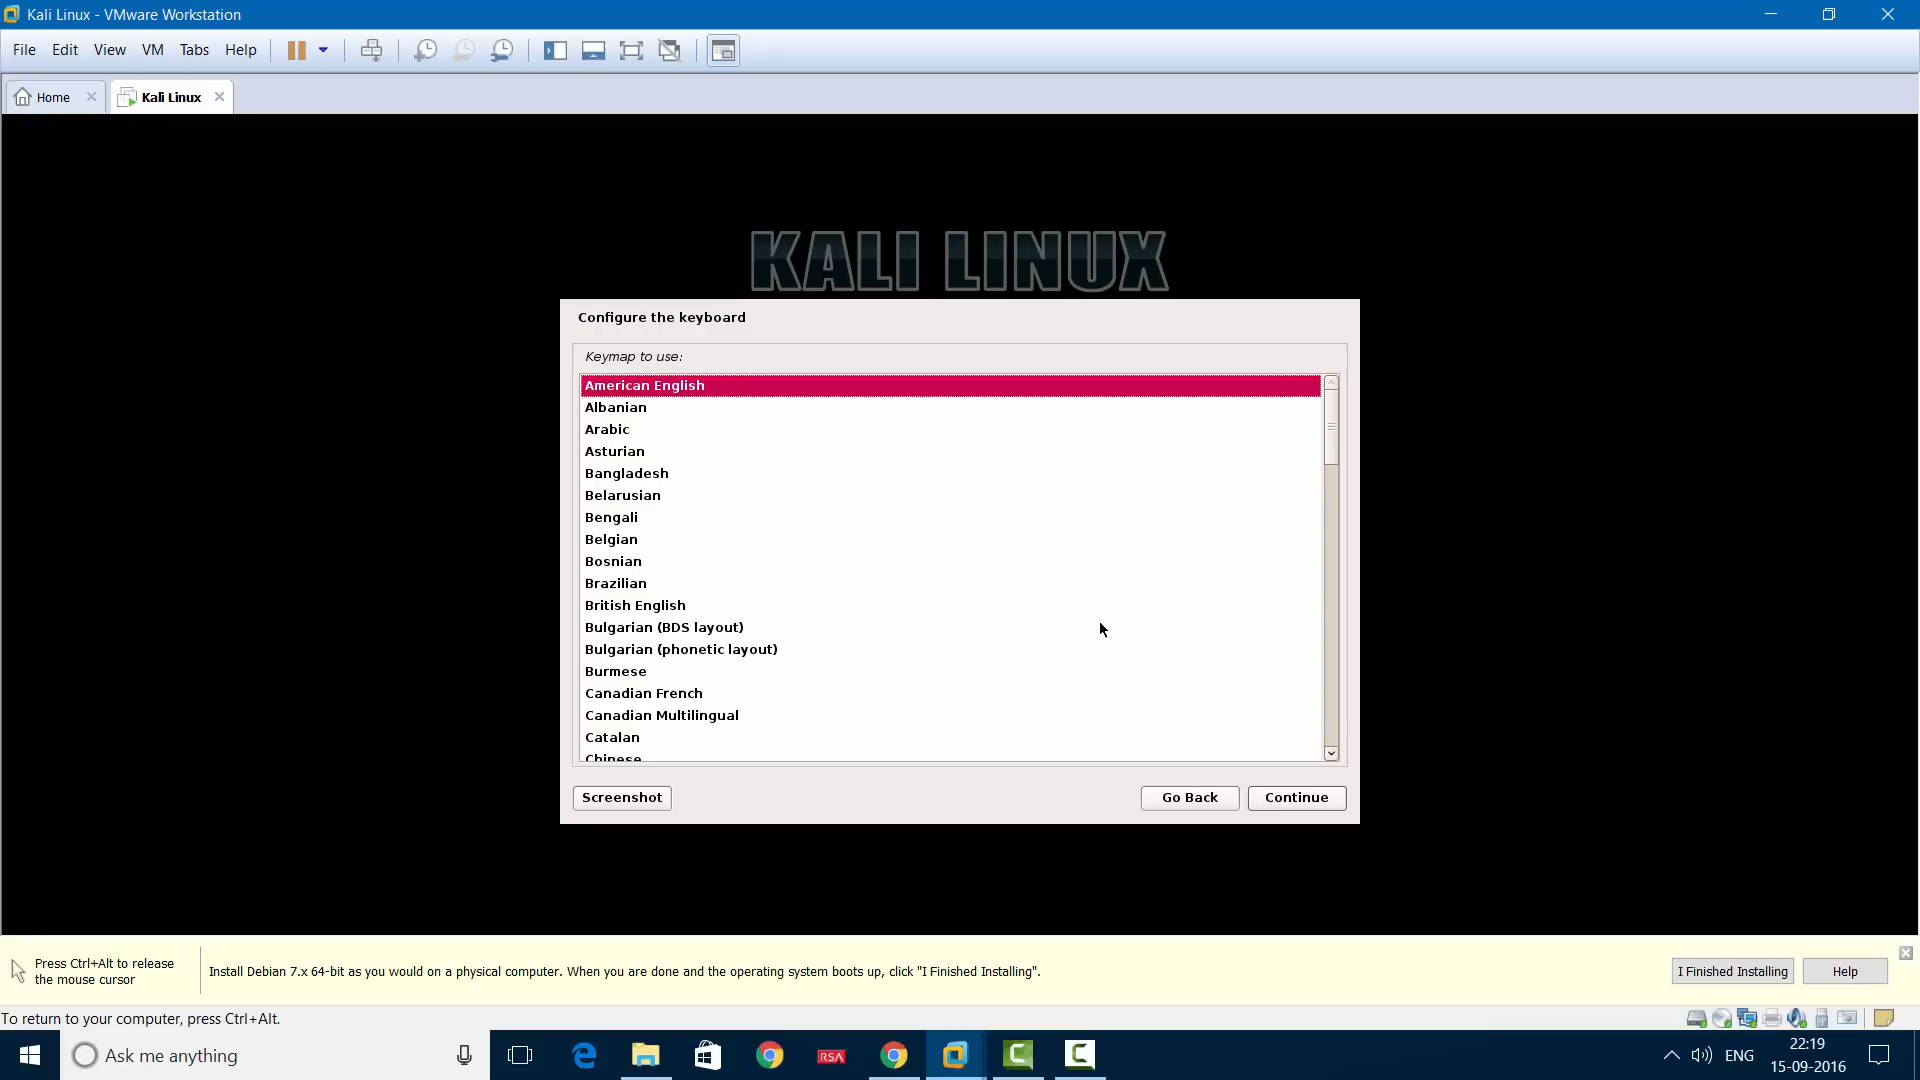 Kali Linux - VMware Workstation
File Edit View VM Tabs Help
Home Kali Linux
KALI LINUX
Configure the keyboard
Keymap to use:
American English
Albanian
Arabic
Asturian
Bangladesh
Belarusian
Bengali
Belgian
Bosnian
Brazilian
British English
Bulgarian (BDS layout)
Bulgarian (phonetic layout)
Burmese
Canadian French
Canadian Multilingual
Catalan
Chinese
Screenshot Go Back Continue
Press Ctrl+Alt to release
the mouse cursor
Install Debian 7.x 64-bit as you would on a physical computer. When you are done and the operating system boots up, click "I Finished Installing".
I Finished Installing Help
To return to your computer, press Ctrl+Alt.
Ask me anything
RSA
ENG
22:19
15-09-2016